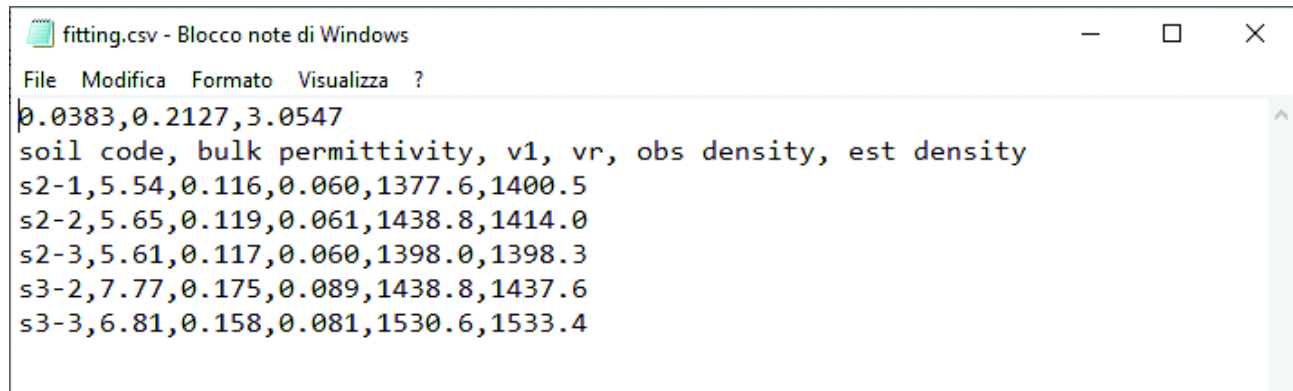 fitting.csv - Blocco note di Windows
File Modifica Formato Visualizza ?
0.0383,0.2127,3.0547
soil code, bulk permittivity, v1, vr, obs density, est density
s2-1,5.54,0.116,0.060,1377.6,1400.5
s2-2,5.65,0.119,0.061,1438.8,1414.0
s2-3,5.61,0.117,0.060,1398.0,1398.3
s3-2,7.77,0.175,0.089,1438.8,1437.6
s3-3,6.81,0.158,0.081,1530.6,1533.4